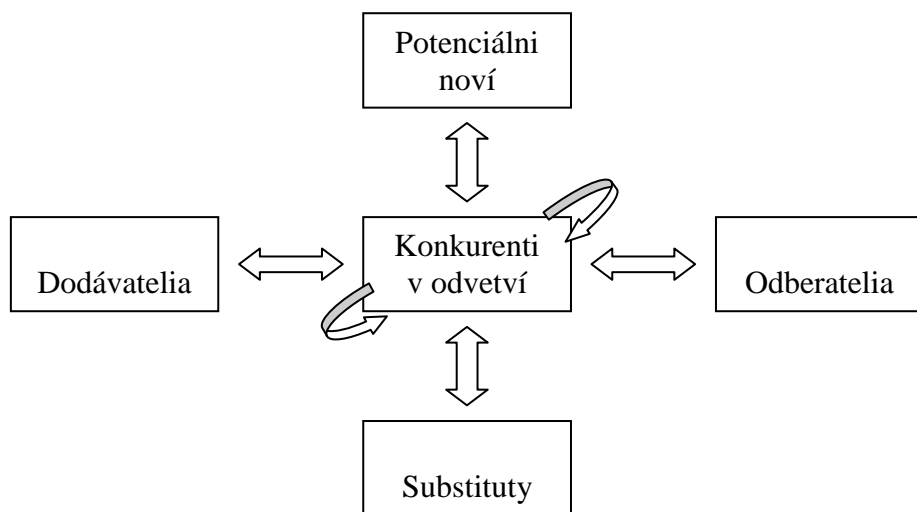 Potenciálni
noví
Dodávatelia
Konkurenti
v odvetví
Odberatelia
Substituty